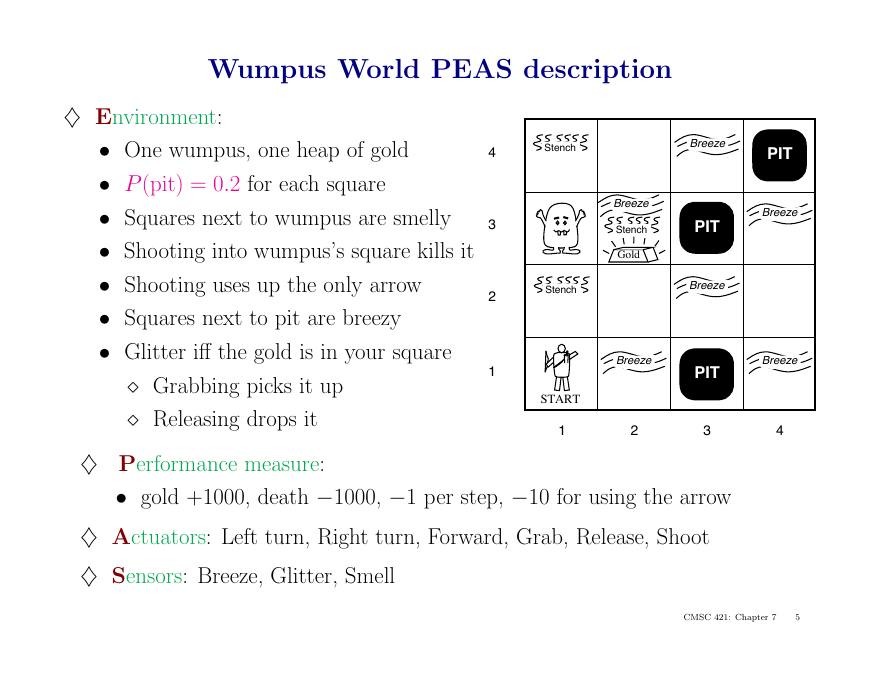 Wumpus World PEAS description
♢ Environment:
• One wumpus, one heap of gold
• P(pit) = 0.2 for each square
• Squares next to wumpus are smelly
• Shooting into wumpus's square kills it
• Shooting uses up the only arrow
• Squares next to pit are breezy
• Glitter iff the gold is in your square
⋄ Grabbing picks it up
⋄ Releasing drops it
4
Stench
Breeze
PIT
3
Breeze
Stench
Gold
PIT
Breeze
2
Stench
Breeze
1
START
Breeze
PIT
Breeze
1 2 3 4
♢ Performance measure:
• gold +1000, death −1000, −1 per step, −10 for using the arrow
♢ Actuators: Left turn, Right turn, Forward, Grab, Release, Shoot
♢ Sensors: Breeze, Glitter, Smell
CMSC 421: Chapter 7 5